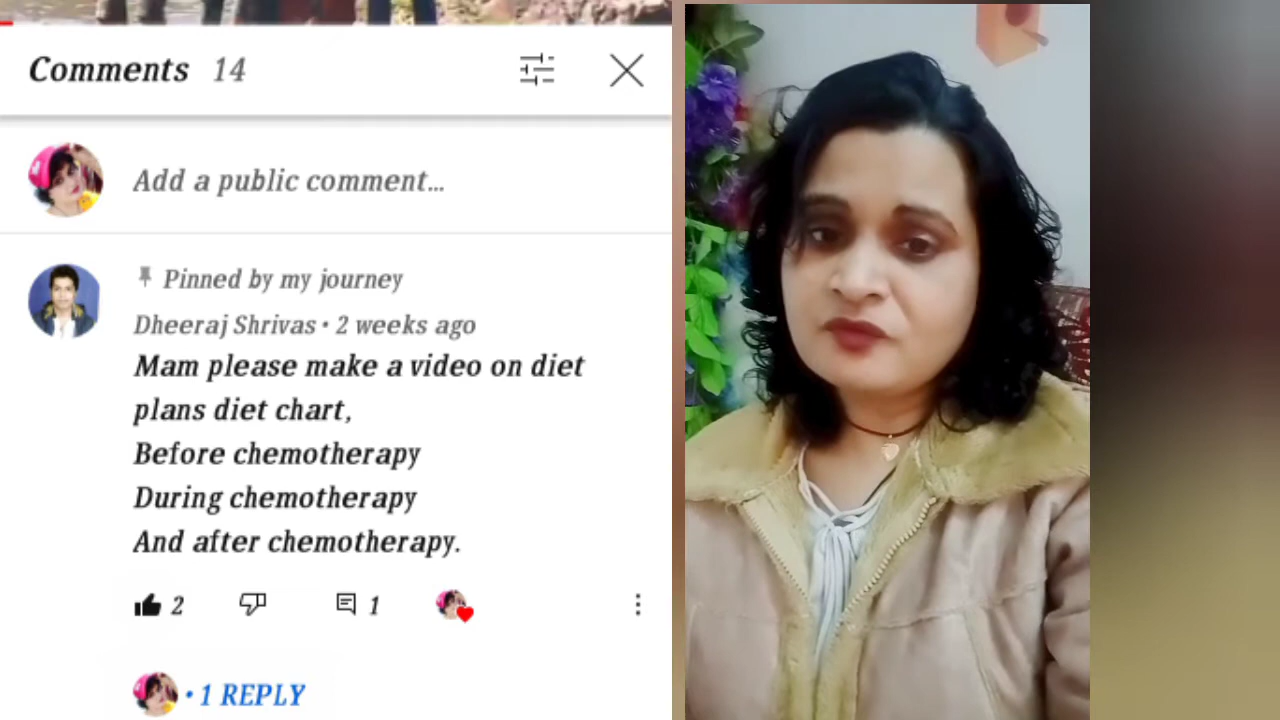 Comments 14
Add a public comment...
Pinned by my journey
Dheeraj Shrivas • 2 weeks ago
Mam please make a video on diet
plans diet chart,
Before chemotherapy
During chemotherapy
And after chemotherapy.
2 1
• 1 REPLY